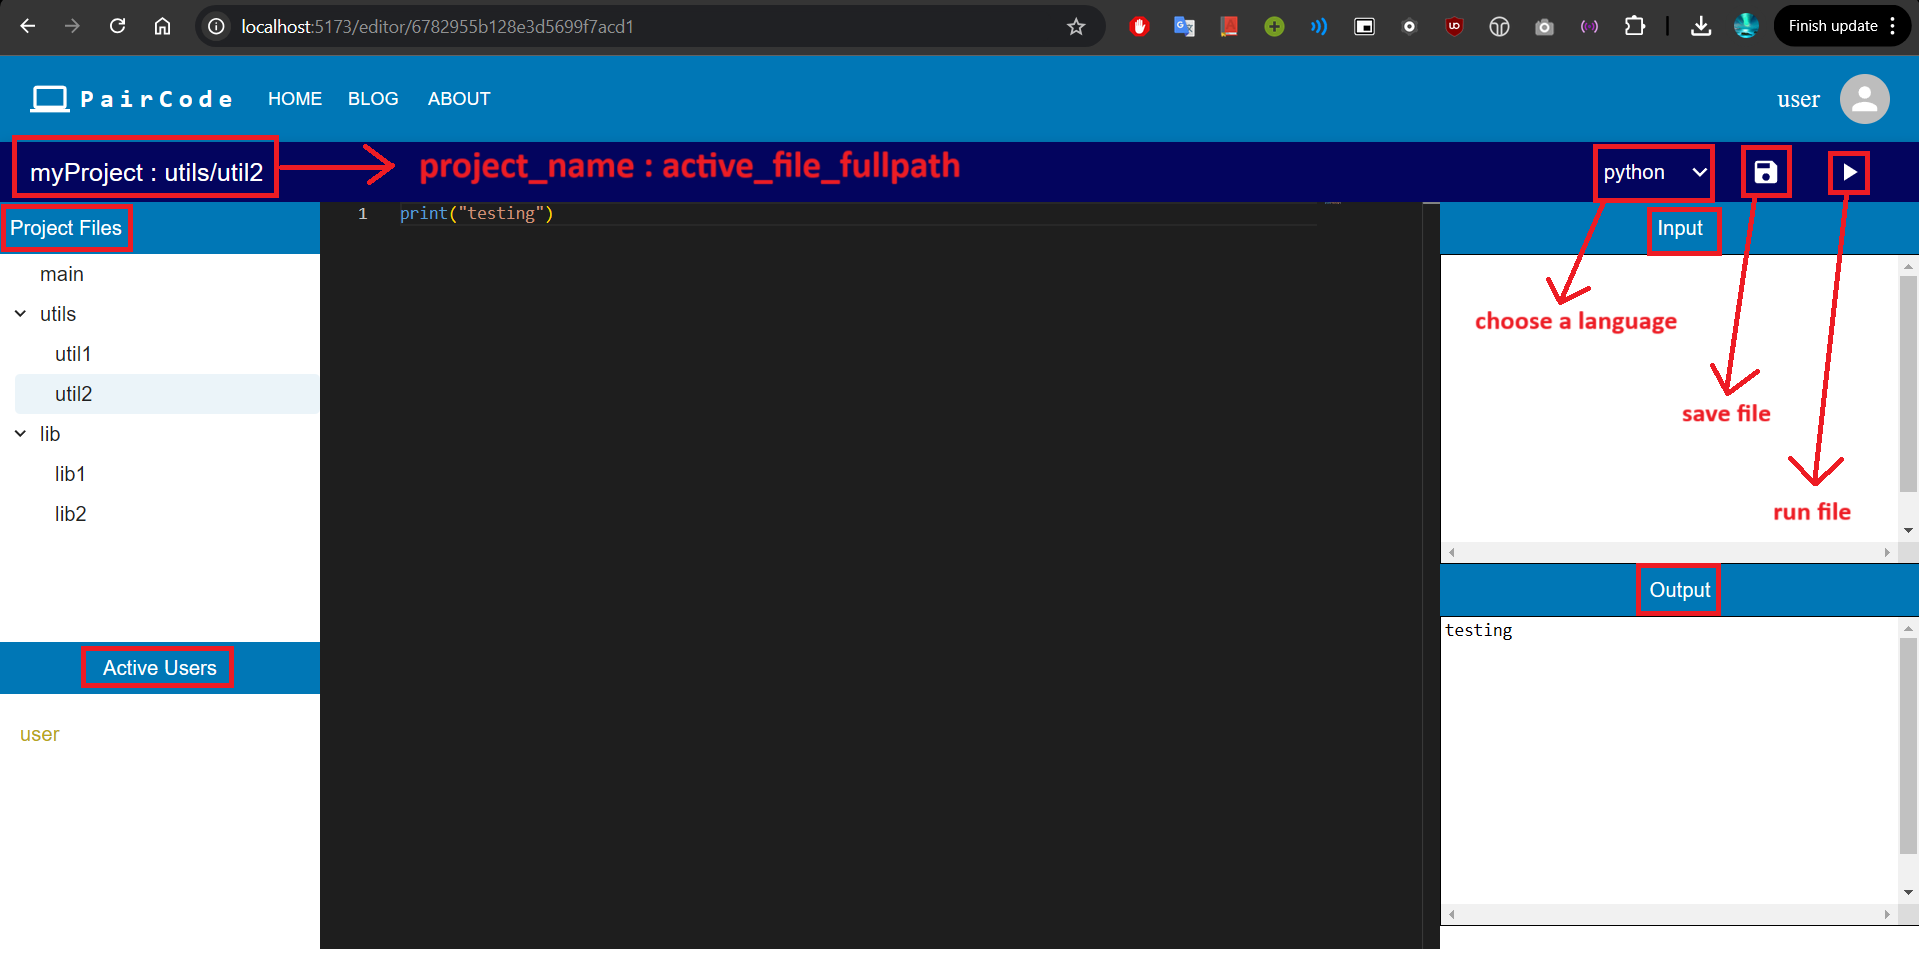 localhost:5173/editor/6782955b128e3d5699f7acd1
Finish update
PairCode HOME BLOG ABOUT user
myProject : utils/util2
project_name : active_file_fullpath
python
Project Files
main
utils
util1
util2
lib
lib1
lib2
Active Users
user
1 print("testing")
Input
choose a language
save file
run file
Output
testing